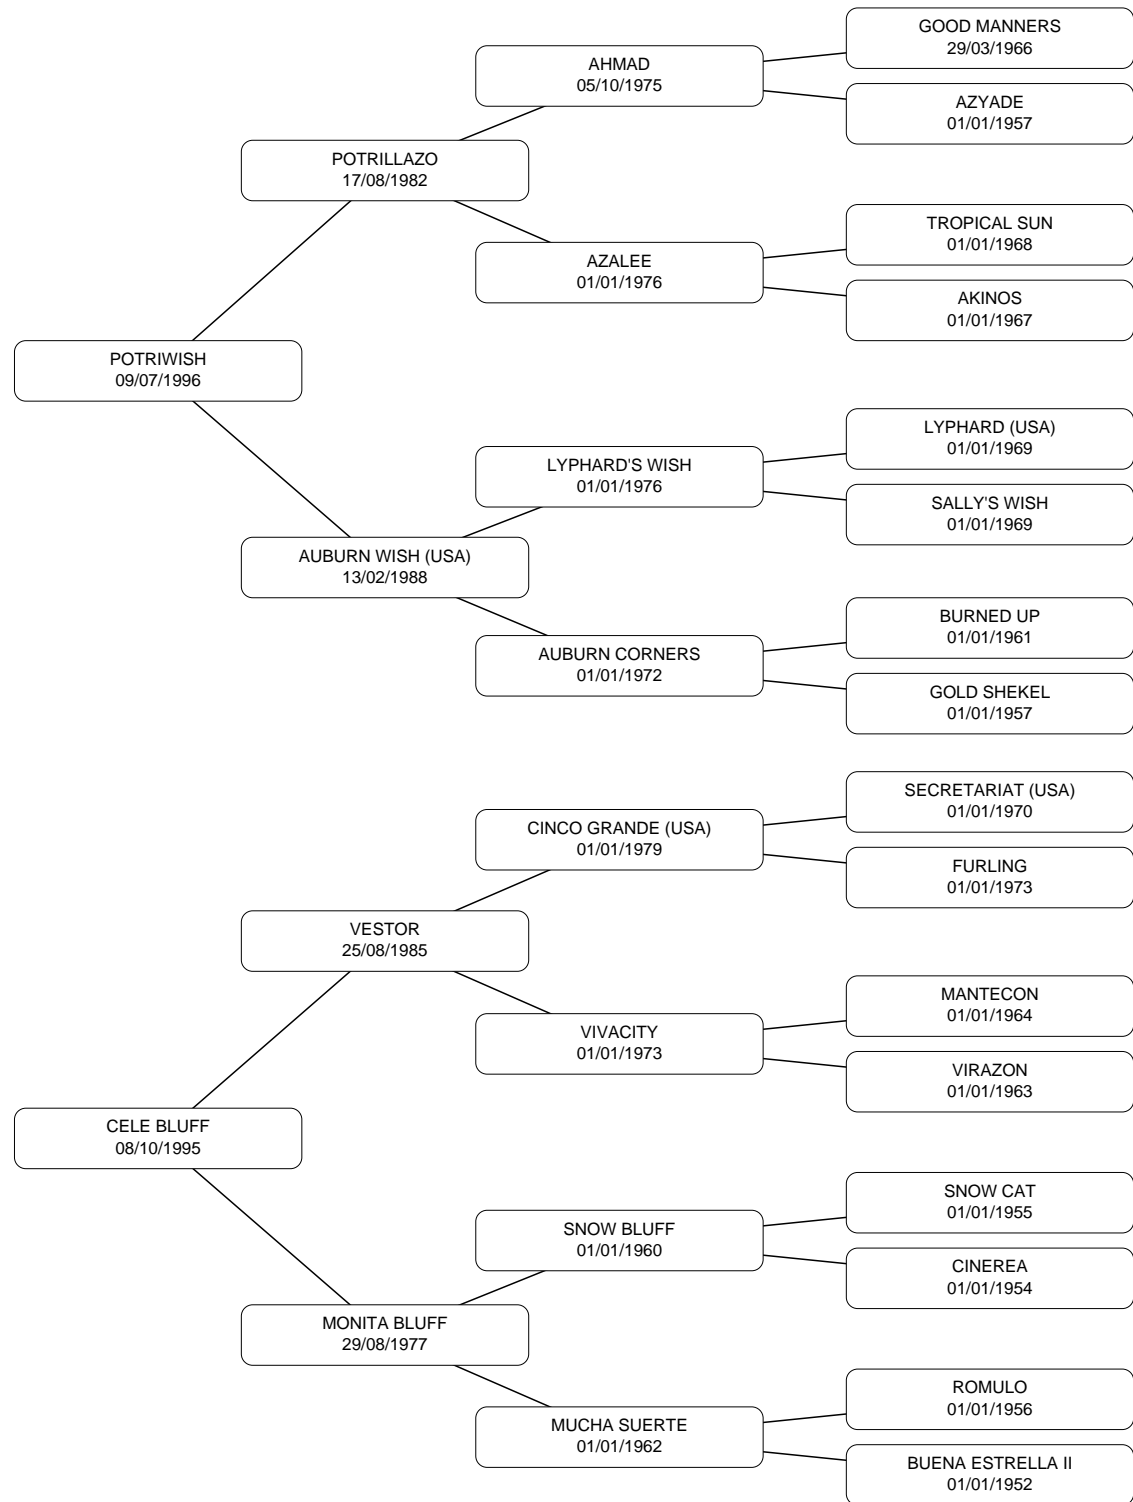 GOOD MANNERS
29/03/1966
AHMAD
05/10/1975
AZYADE
01/01/1957
POTRILLAZO
17/08/1982
TROPICAL SUN
01/01/1968
AZALEE
01/01/1976
AKINOS
01/01/1967
POTRIWISH
09/07/1996
LYPHARD (USA)
01/01/1969
LYPHARD'S WISH
01/01/1976
SALLY'S WISH
01/01/1969
AUBURN WISH (USA)
13/02/1988
BURNED UP
01/01/1961
AUBURN CORNERS
01/01/1972
GOLD SHEKEL
01/01/1957
SECRETARIAT (USA)
01/01/1970
CINCO GRANDE (USA)
01/01/1979
FURLING
01/01/1973
VESTOR
25/08/1985
MANTECON
01/01/1964
VIVACITY
01/01/1973
VIRAZON
01/01/1963
CELE BLUFF
08/10/1995
SNOW CAT
01/01/1955
SNOW BLUFF
01/01/1960
CINEREA
01/01/1954
MONITA BLUFF
29/08/1977
ROMULO
01/01/1956
MUCHA SUERTE
01/01/1962
BUENA ESTRELLA II
01/01/1952